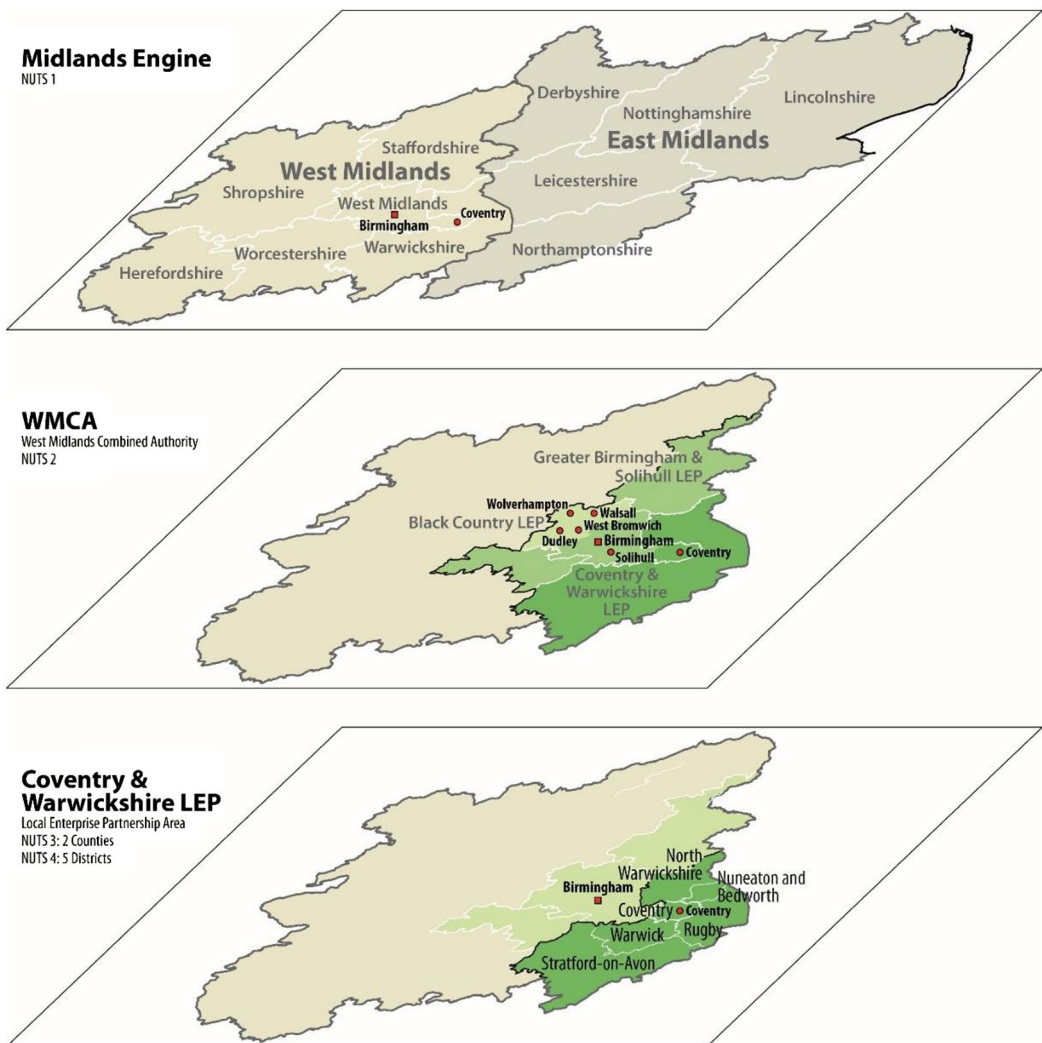 Midlands Engine
NUTS 1
Derbyshire
Nottinghamshire
Lincolnshire
East Midlands
Staffordshire
West Midlands
Shropshire
Leicestershire
West Midlands
Coventry
Birmingham
Warwickshire
Worcestershire
Northamptonshire
Herefordshire
WMCA
West Midlands Combined Authority
NUTS 2
Greater Birmingham &
Solihull LEP
Wolverhampton
Walsall
Black Country LEP
West Bromwich
Dudley
Birmingham
Solihull
Coventry
Coventry &
Warwickshire
LEP
Coventry &
Warwickshire LEP
Local Enterprise Partnership Area
NUTS 3: 2 Counties
NUTS 4: 5 Districts
North
Warwickshire
Nuneaton and
Bedworth
Birmingham
Coventry
Coventry
Warwick
Rugby
Stratford-on-Avon